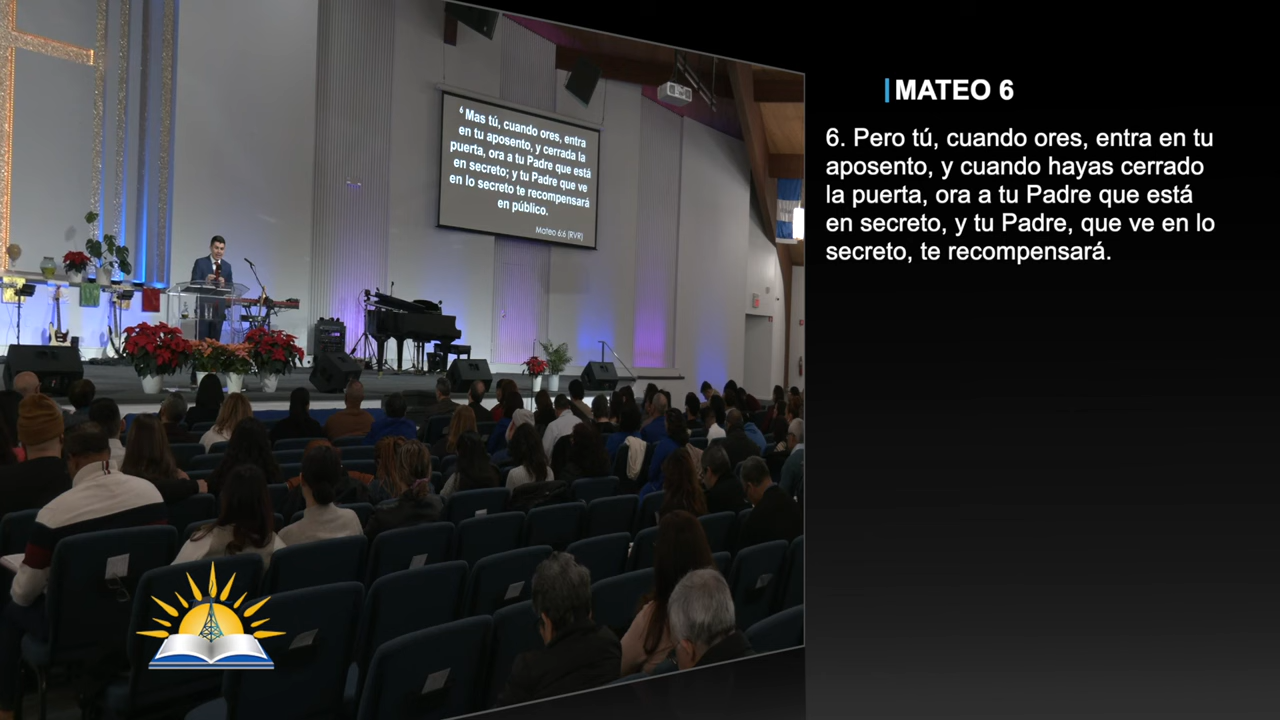 6 Mas tú, cuando ores, entra
en tu aposento, y cerrada la
puerta, ora a tu Padre que está
en secreto; y tu Padre que ve
en lo secreto te recompensará
en público.
Mateo 6:6 (RVR)
MATEO 6
6. Pero tú, cuando ores, entra en tu
aposento, y cuando hayas cerrado
la puerta, ora a tu Padre que está
en secreto, y tu Padre, que ve en lo
secreto, te recompensará.